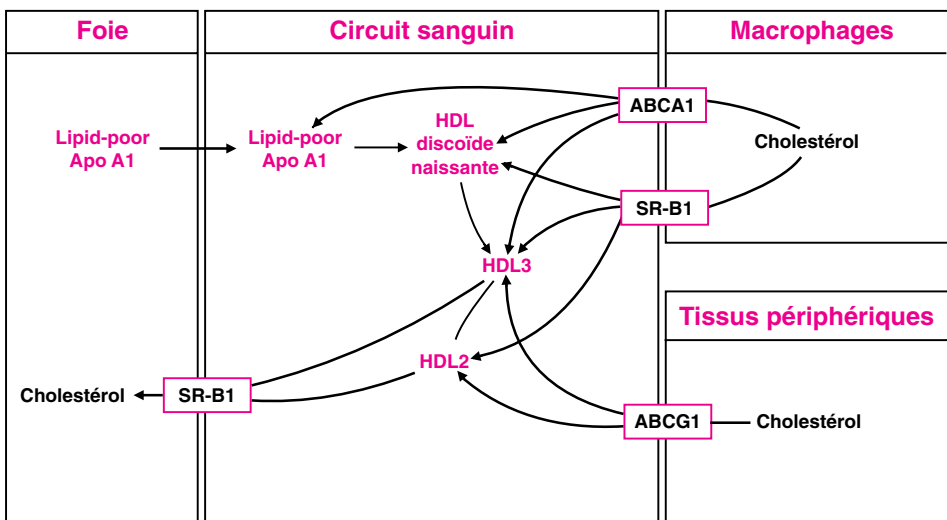 Foie
Circuit sanguin
Macrophages
Lipid-poor
Apo A1
Lipid-poor
Apo A1
HDL
discoïde
naissante
ABCA1
Cholestérol
SR-B1
HDL3
Tissus périphériques
HDL2
Cholestérol
SR-B1
ABCG1
Cholestérol